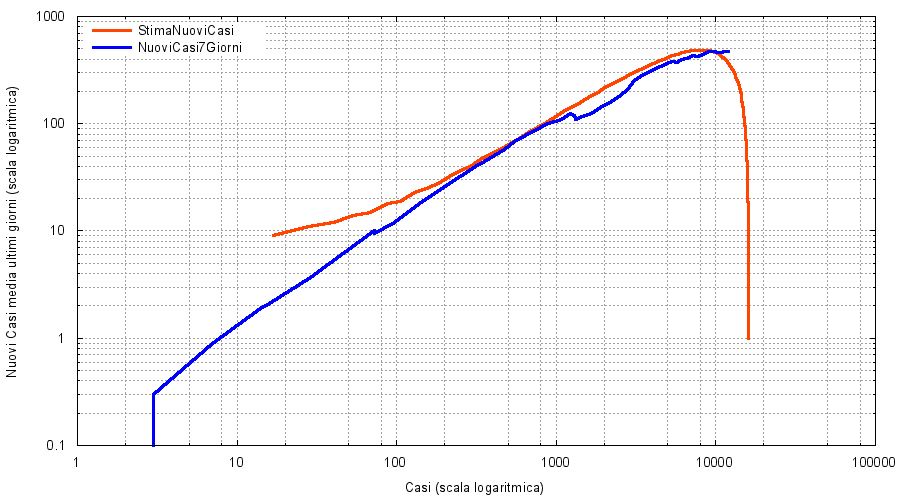 1000
StimaNuoviCasi
NuoviCasi7Giorni
100
10
1
0.1
1 10 100 1000 10000 100000
Casi (scala logaritmica)
Nuovi Casi media ultimi giorni (scala logaritmica)